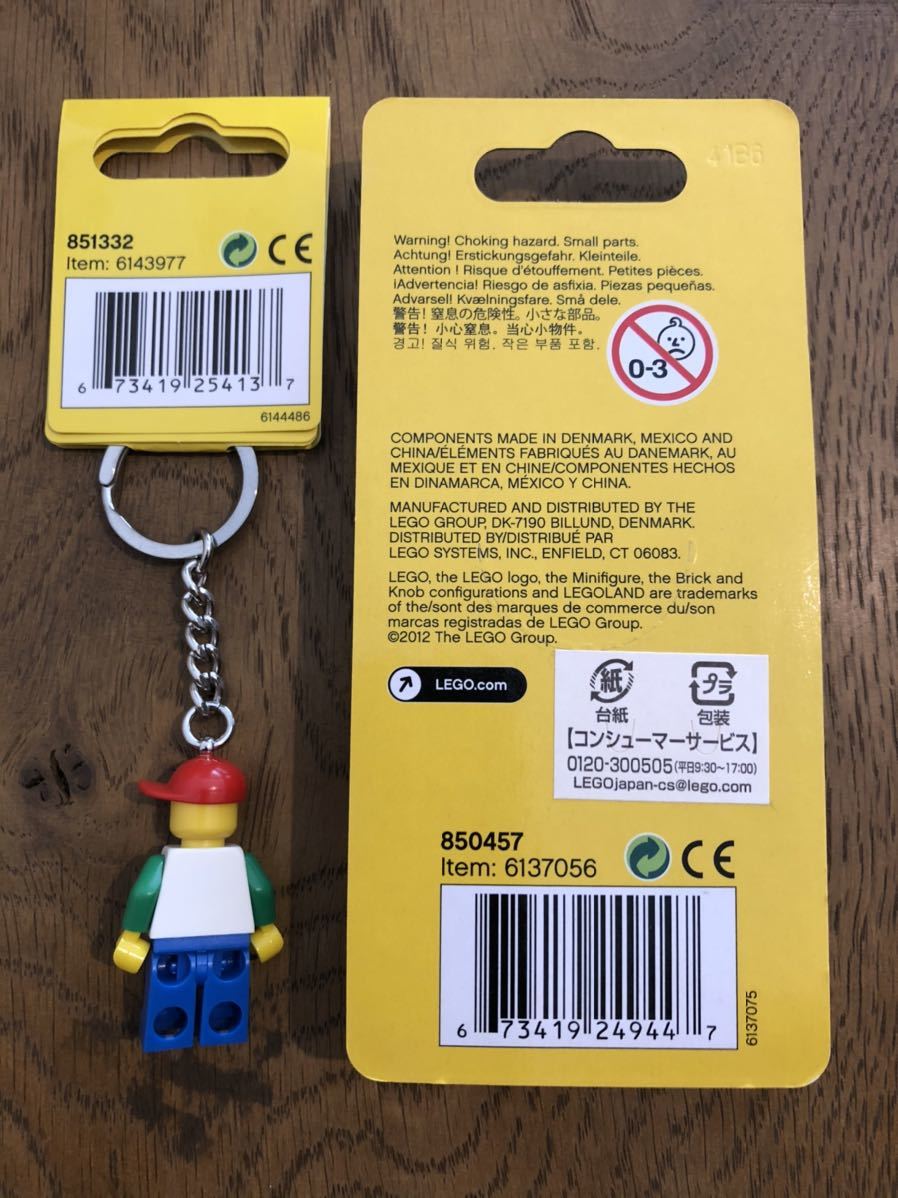 851332
Item: 6143977
CE
6 73419 25413 7
6144486
41B6
Warning! Choking hazard. Small parts.
Achtung! Erstickungsgefahr. Kleinteile.
Attention ! Risque d'étouffement. Petites pièces.
¡Advertencia! Riesgo de asfixia. Piezas pequeñas.
Advarsel! Kvælningsfare. Små dele.
警告! 窒息の危険性。小さな部品。
警告! 小心窒息。当心小物件。
경고! 질식 위험. 작은 부품 포함.
0-3
COMPONENTS MADE IN DENMARK, MEXICO AND
CHINA/ÉLÉMENTS FABRIQUÉS AU DANEMARK, AU
MEXIQUE ET EN CHINE/COMPONENTES HECHOS
EN DINAMARCA, MÉXICO Y CHINA.
MANUFACTURED AND DISTRIBUTED BY THE
LEGO GROUP, DK-7190 BILLUND, DENMARK.
DISTRIBUTED BY/DISTRIBUÉ PAR
LEGO SYSTEMS, INC., ENFIELD, CT 06083.
LEGO, the LEGO logo, the Minifigure, the Brick and
Knob configurations and LEGOLAND are trademarks
of the/sont des marques de commerce du/son
marcas registradas de LEGO Group.
©2012 The LEGO Group.
LEGO.com
紙 プラ
台紙 包装
【コンシューマーサービス】
0120-300505(平日9:30~17:00)
LEGOjapan-cs@lego.com
850457
Item: 6137056
CE
6 73419 24944 7
6137075